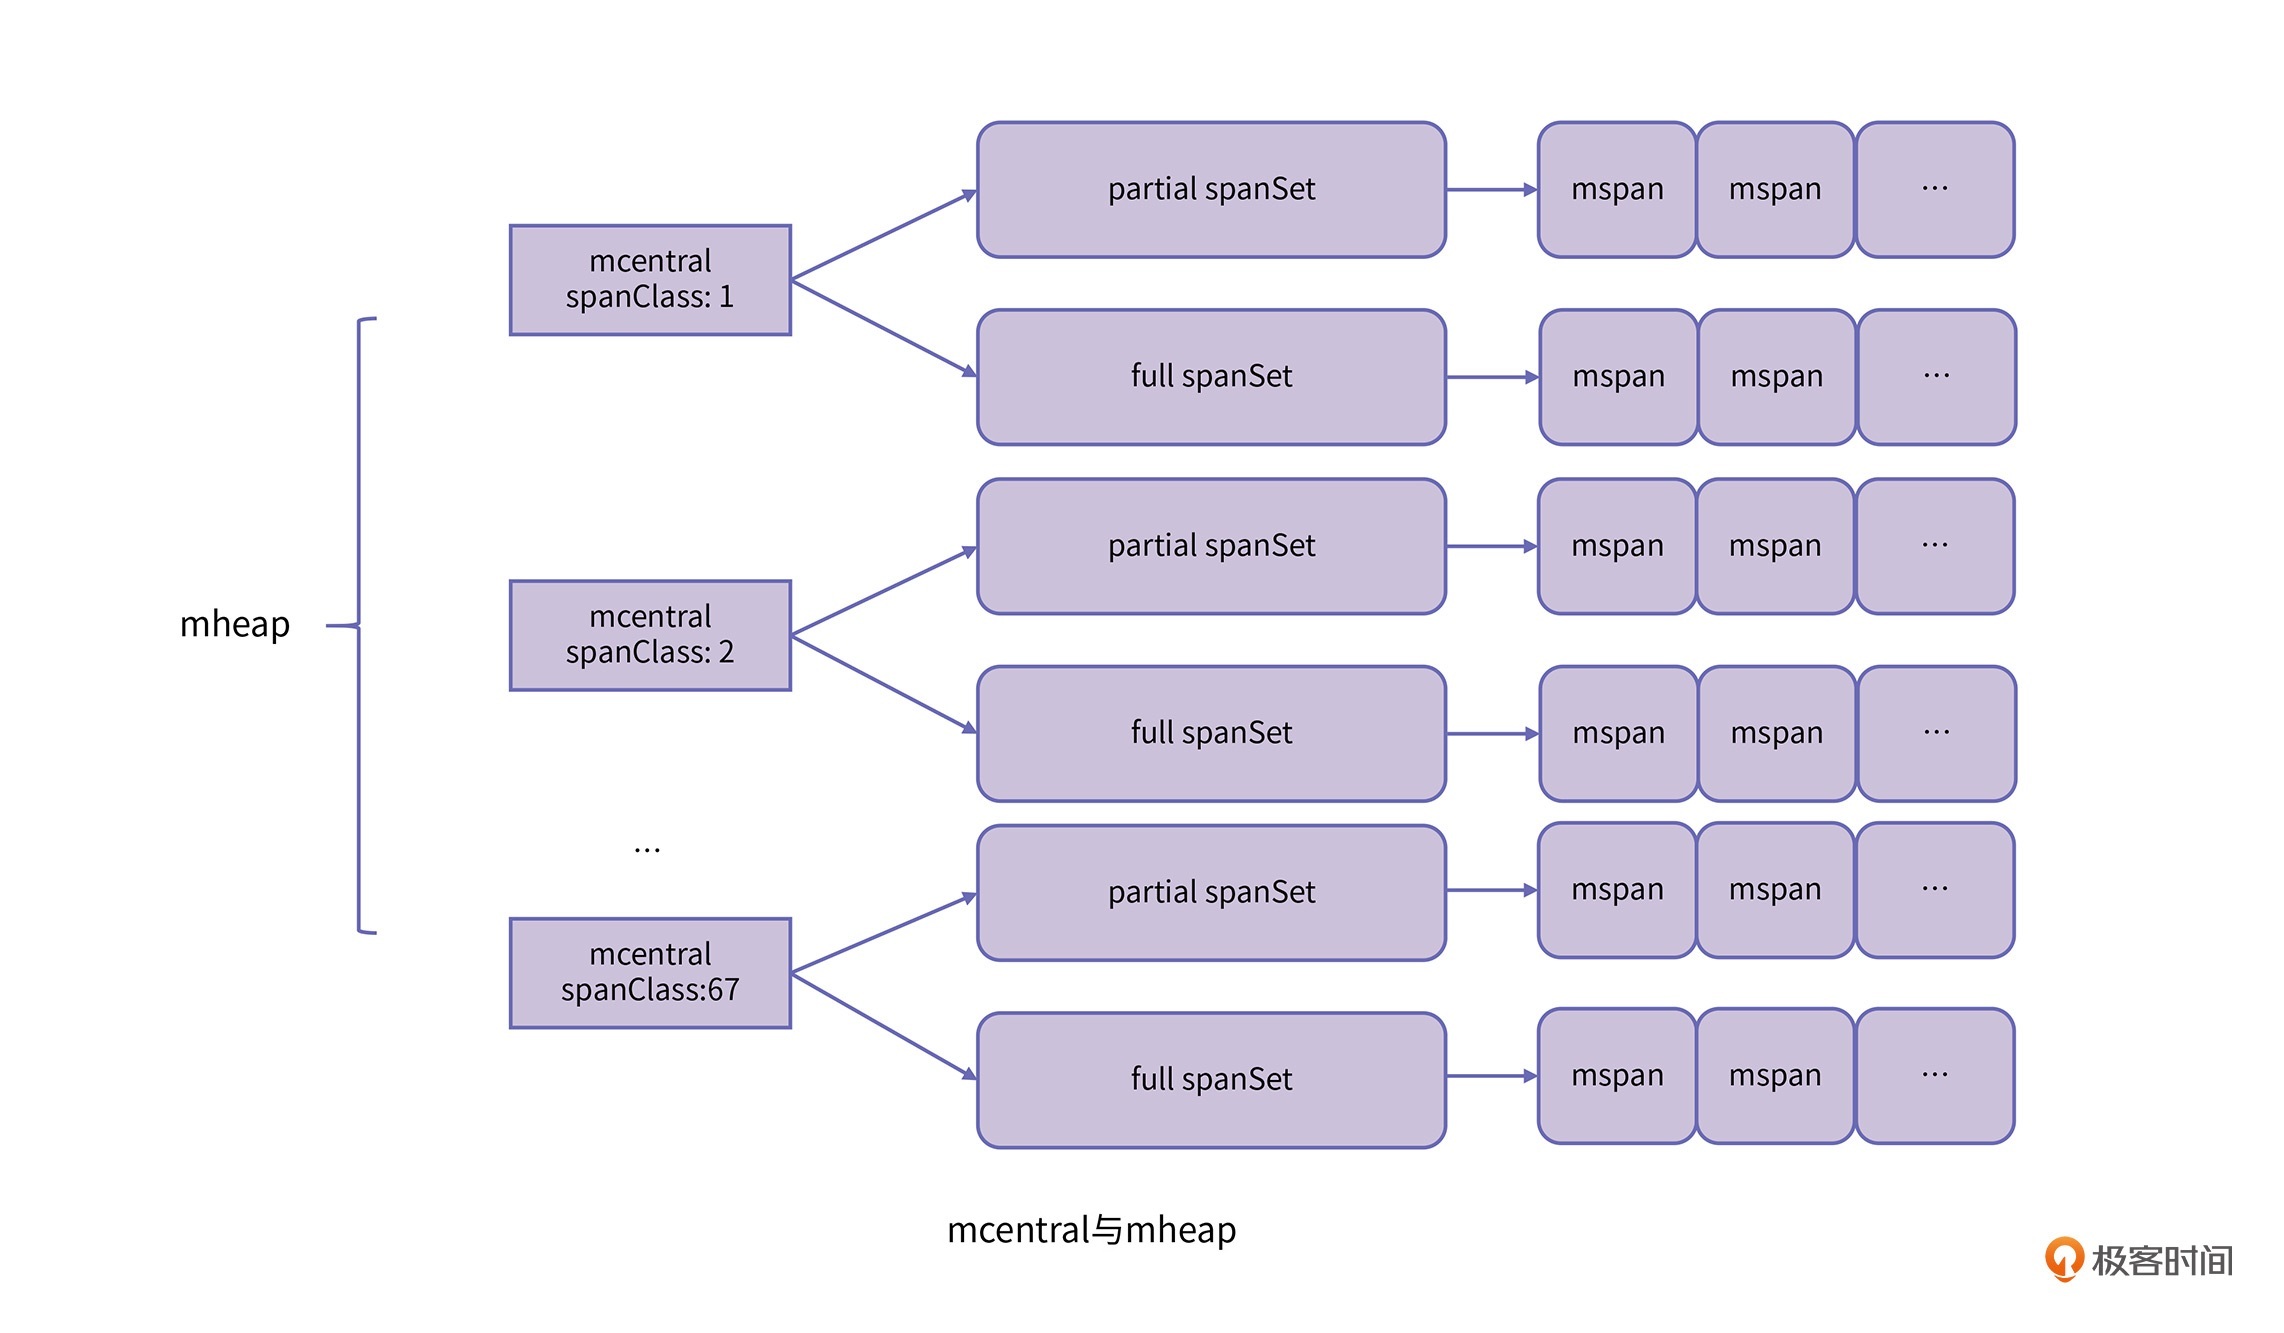 partial spanSet
mspan
mspan
...
mcentral
spanClass: 1
full spanSet
mspan
mspan
...
partial spanSet
mspan
mspan
...
mheap
mcentral
spanClass: 2
full spanSet
mspan
mspan
...
...
partial spanSet
mspan
mspan
...
mcentral
spanClass:67
full spanSet
mspan
mspan
...
mcentral与mheap
极客时间